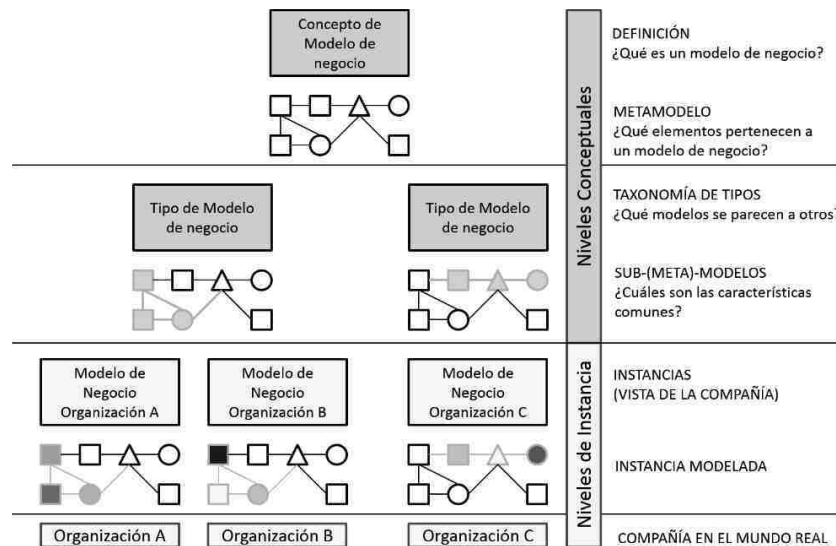 Concepto de
Modelo de
negocio
DEFINICIÓN
¿Qué es un modelo de negocio?
METAMODELO
¿Qué elementos pertenecen a
un modelo de negocio?
Niveles Conceptuales
Tipo de Modelo
de negocio
Tipo de Modelo
de negocio
TAXONOMÍA DE TIPOS
¿Qué modelos se parecen a otros?
SUB-(META)-MODELOS
¿Cuáles son las características
comunes?
Modelo de
Negocio
Organización A
Modelo de
Negocio
Organización B
Modelo de
Negocio
Organización C
Niveles de Instancia
INSTANCIAS
(VISTA DE LA COMPAÑÍA)
INSTANCIA MODELADA
Organización A
Organización B
Organización C
COMPAÑÍA EN EL MUNDO REAL